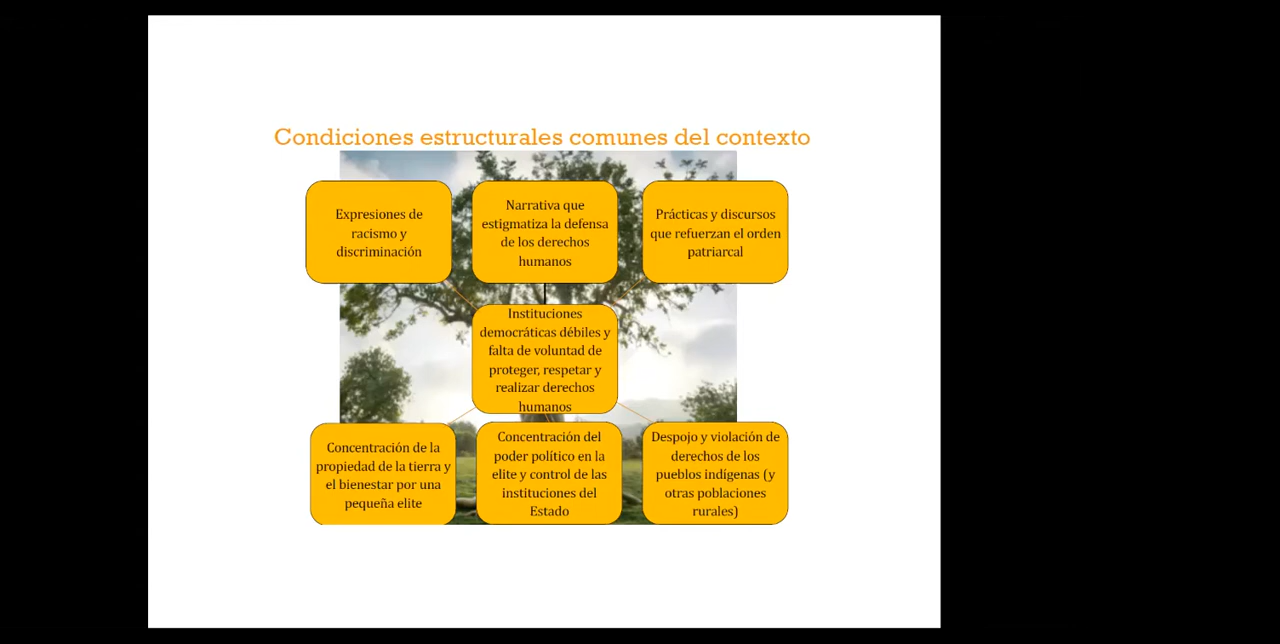 Condiciones estructurales comunes del contexto
Expresiones de
racismo y
discriminación
Narrativa que
estigmatiza la defensa
de los derechos
humanos
Prácticas y discursos
que refuerzan el orden
patriarcal
Instituciones
democráticas débiles y
falta de voluntad de
proteger, respetar y
realizar derechos
humanos
Concentración de la
propiedad de la tierra y
el bienestar por una
pequeña elite
Concentración del
poder político en la
elite y control de las
instituciones del
Estado
Despojo y violación de
derechos de los
pueblos indígenas (y
otras poblaciones
rurales)